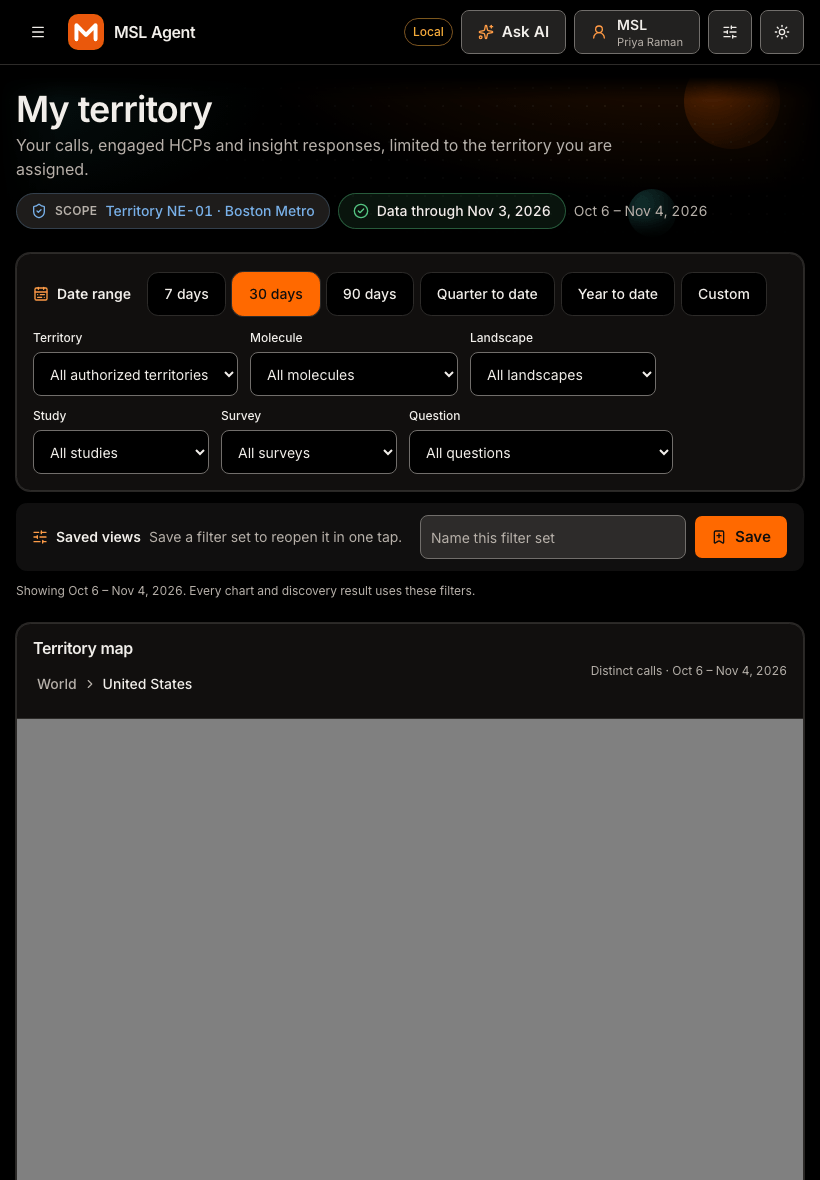 MSL Agent
Local
Ask AI
MSL
Priya Raman
My territory
Your calls, engaged HCPs and insight responses, limited to the territory you are
assigned.
SCOPE Territory NE-01 · Boston Metro
Data through Nov 3, 2026
Oct 6 – Nov 4, 2026
Date range
7 days
30 days
90 days
Quarter to date
Year to date
Custom
Territory
Molecule
Landscape
All authorized territories
All molecules
All landscapes
Study
Survey
Question
All studies
All surveys
All questions
Saved views Save a filter set to reopen it in one tap.
Name this filter set
Save
Showing Oct 6 – Nov 4, 2026. Every chart and discovery result uses these filters.
Territory map
Distinct calls · Oct 6 – Nov 4, 2026
World > United States